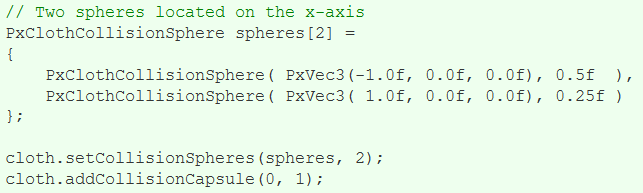 // Two spheres located on the x-axis
PxClothCollisionSphere spheres[2] =
{
    PxClothCollisionSphere( PxVec3(-1.0f, 0.0f, 0.0f), 0.5f  ),
    PxClothCollisionSphere( PxVec3( 1.0f, 0.0f, 0.0f), 0.25f )
};

cloth.setCollisionSpheres(spheres, 2);
cloth.addCollisionCapsule(0, 1);